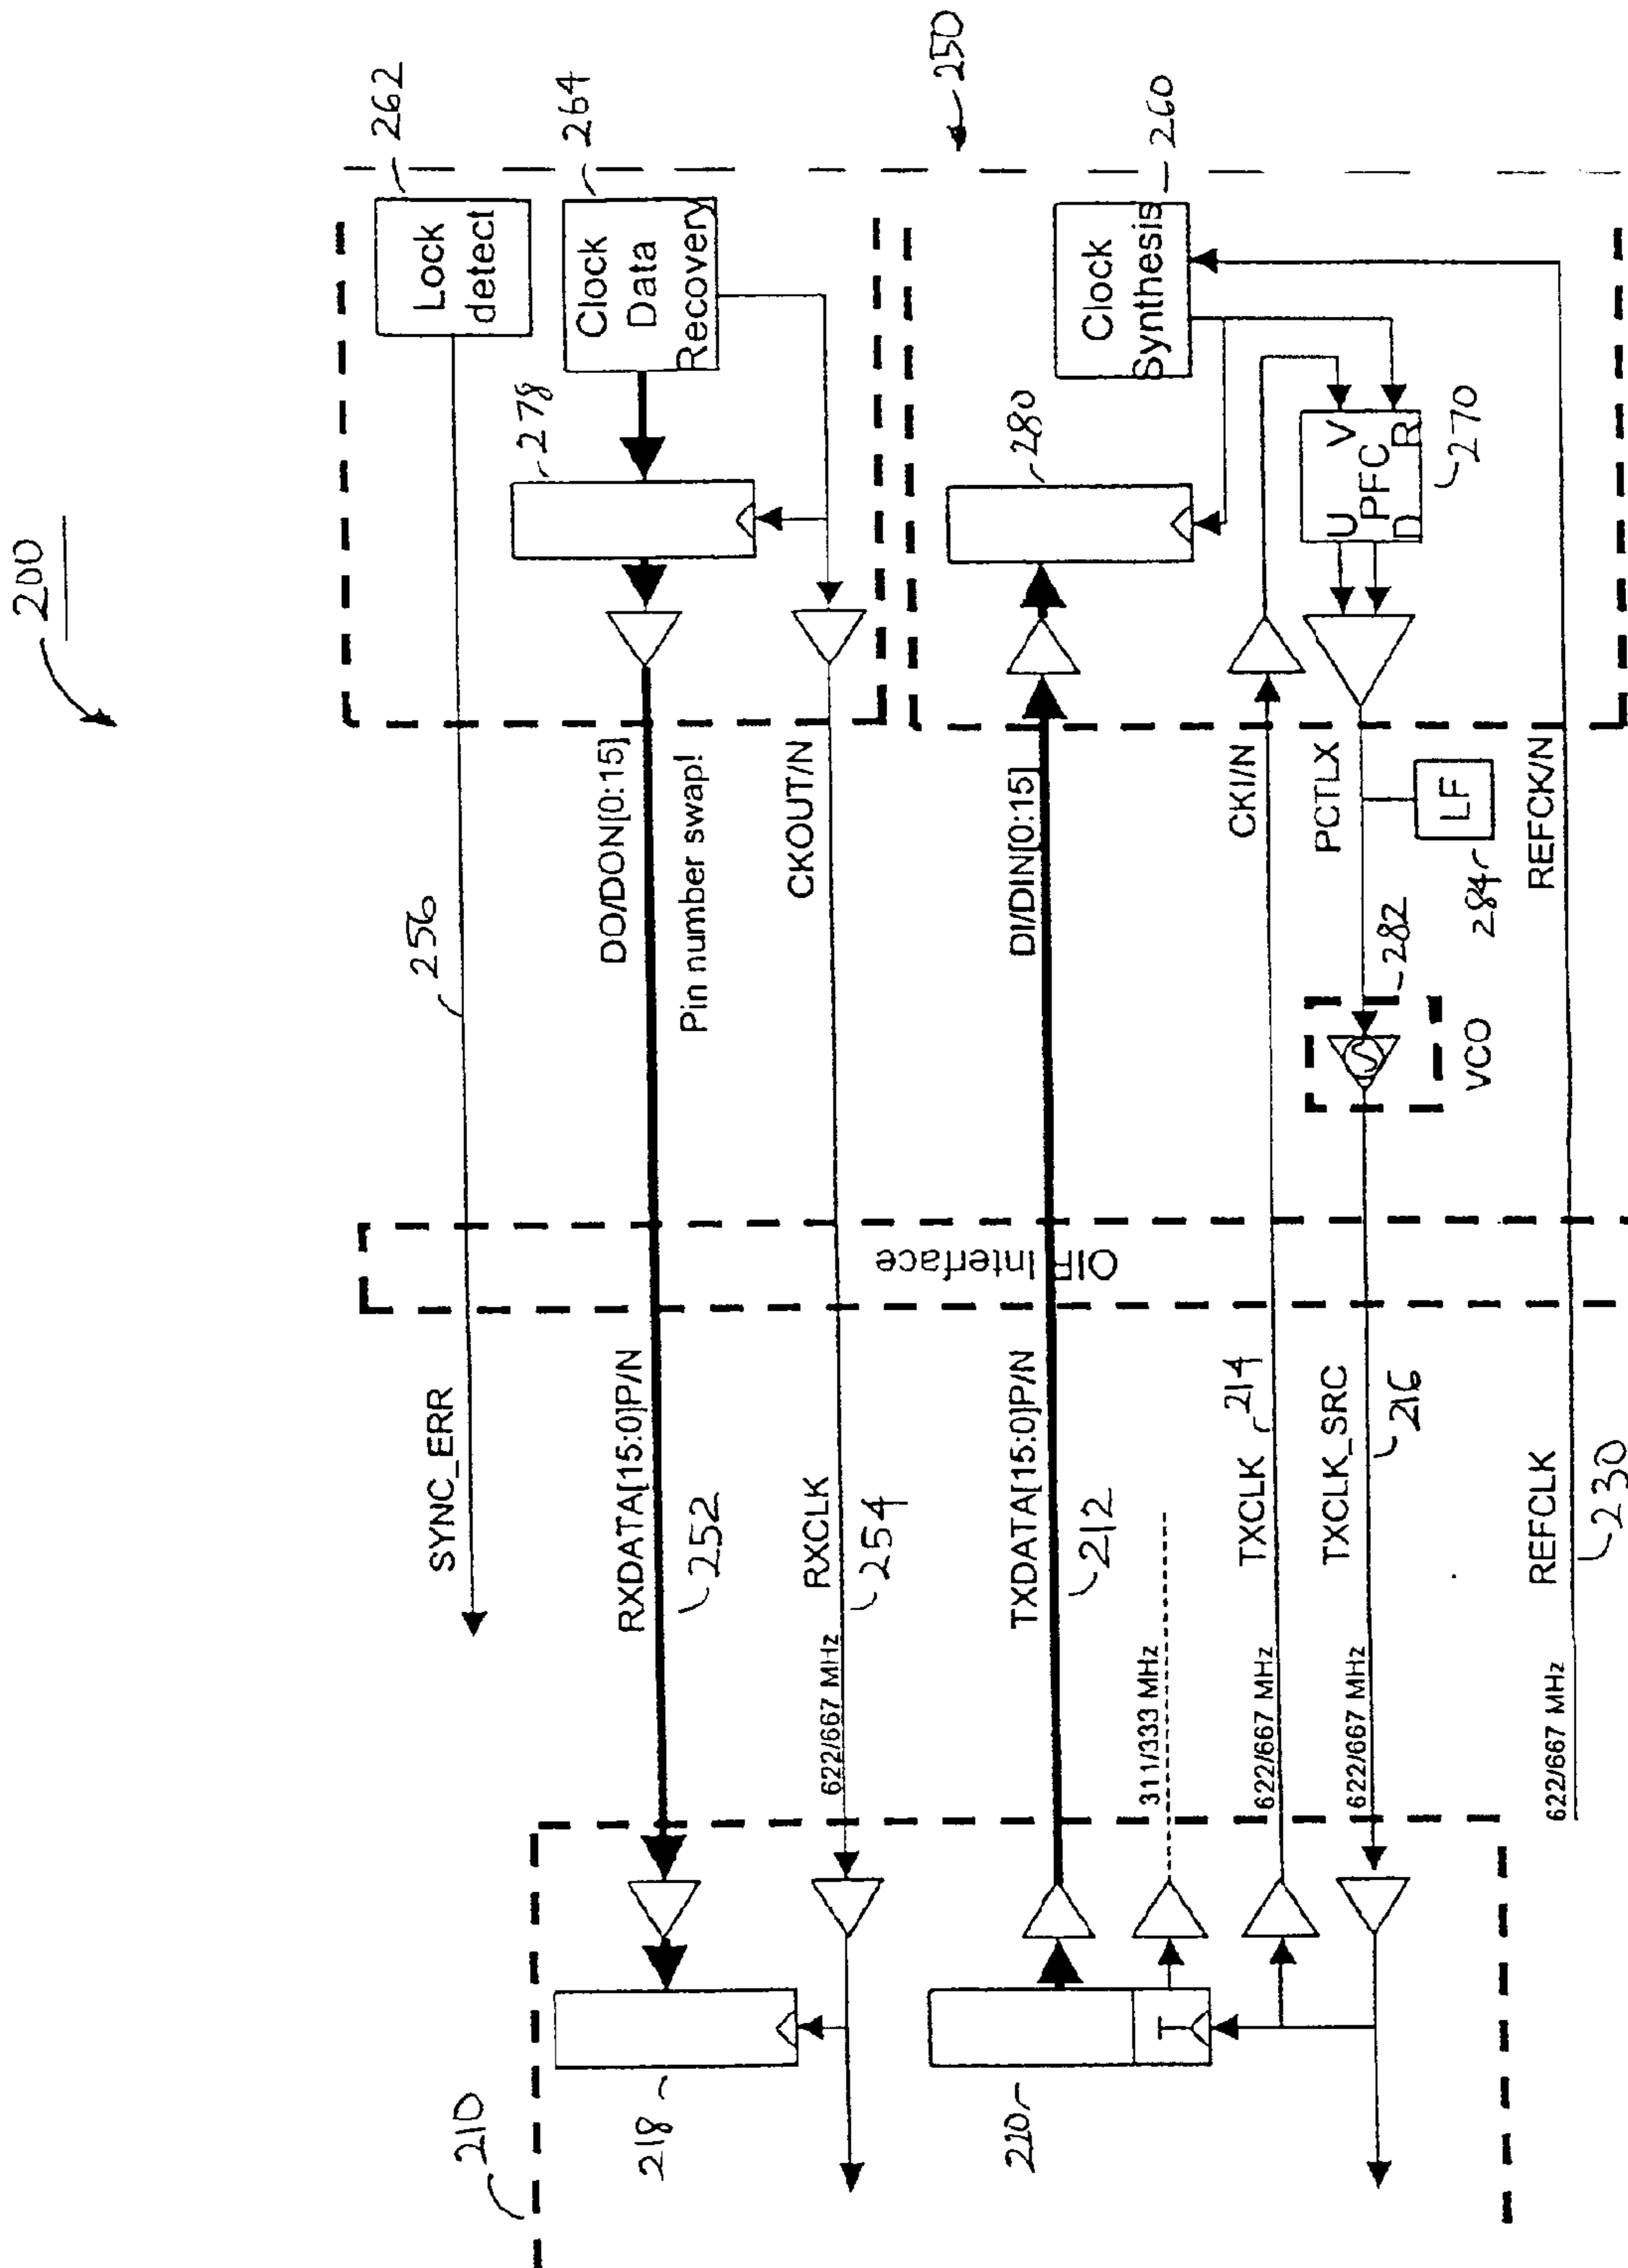 200
262
Lock
detect
256
SYNC_ERR
264
Clock
Data
Recovery
278
DO/DON[0:15]
Pin number swap!
RXDATA[15:0]P/N
252
CKOUT/N
RXCLK
254
622/667 MHz
210
218
250
OIF Interface
280
DI/DIN[0:15]
TXDATA[15:0]P/N
212
311/333 MHz
220
T
260
Clock
Synthesis
CKI/N
TXCLK
214
622/667 MHz
U V
PFC
D R
270
PCTLX
LF
284
282
VCO
TXCLK_SRC
216
622/667 MHz
REFCK/N
REFCLK
230
622/667 MHz